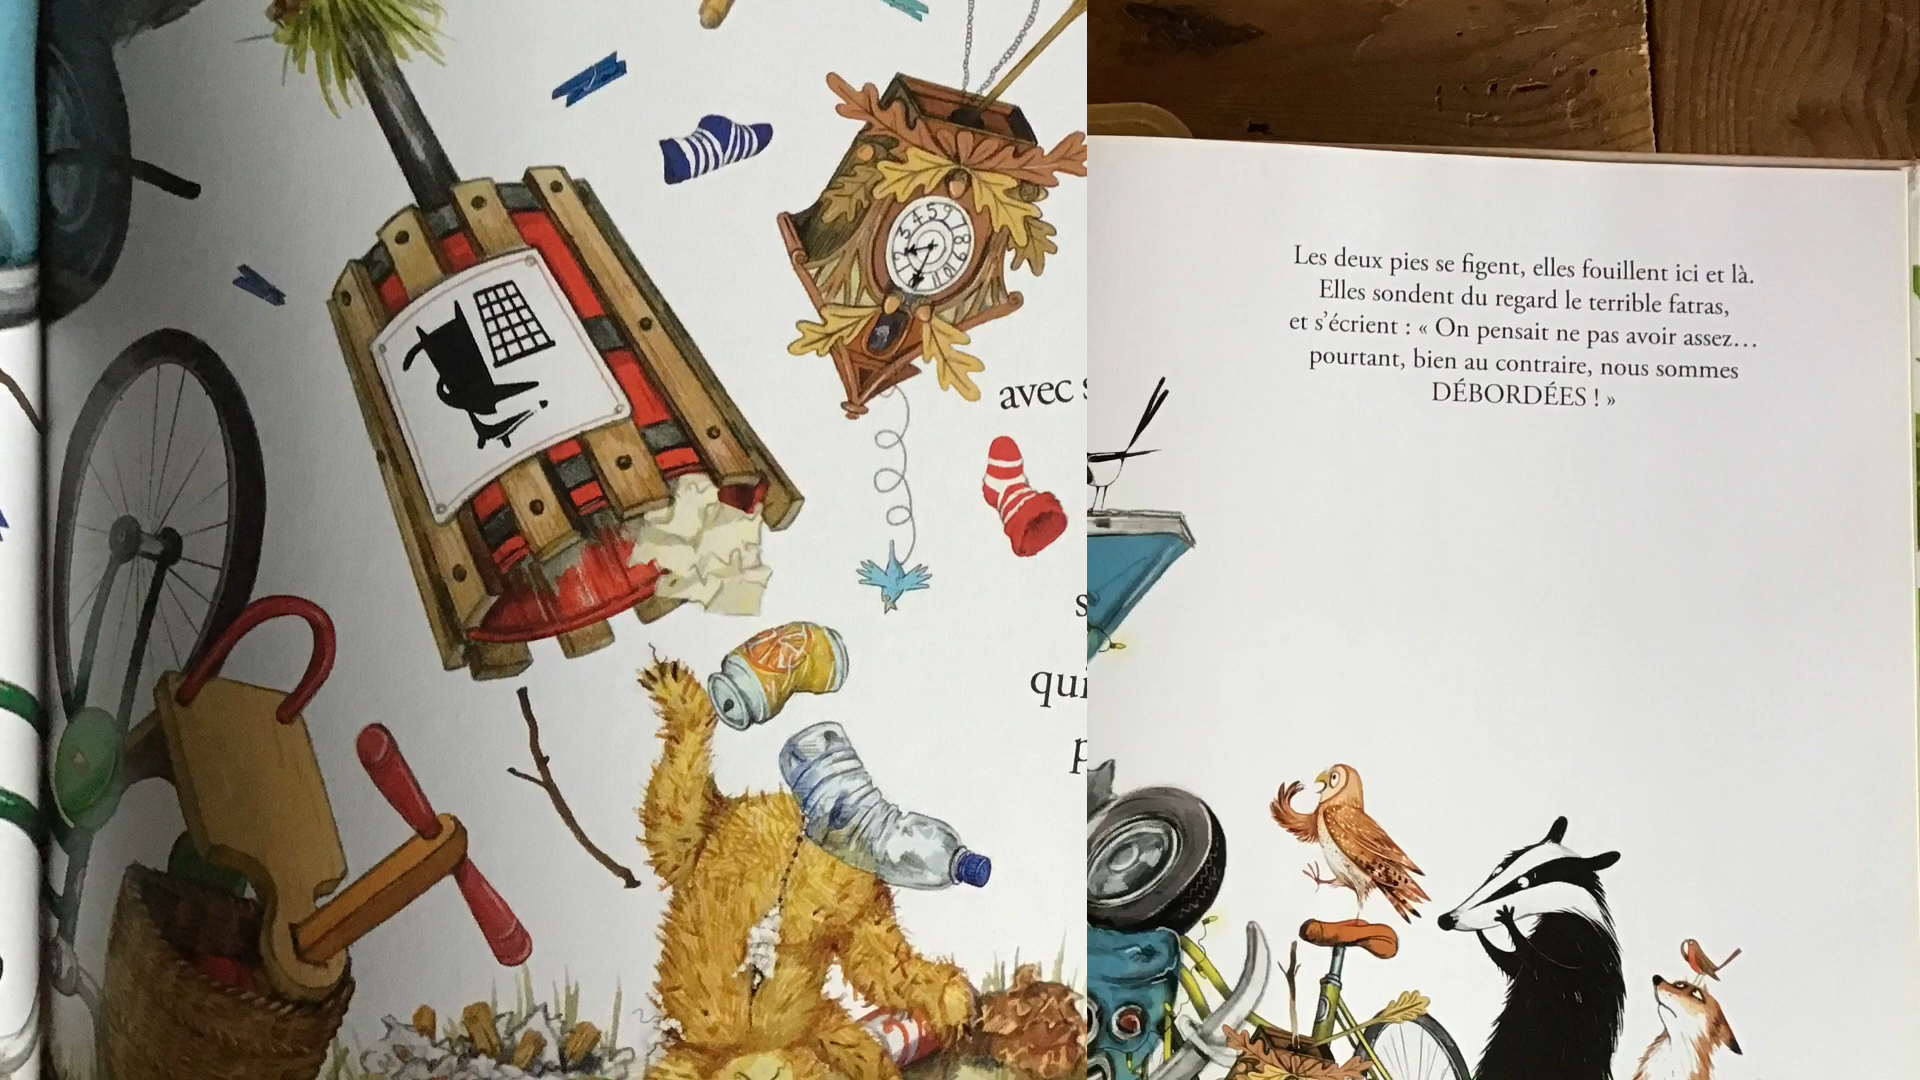 avec
qui
Les deux pies se figent, elles fouillent ici et là.
Elles sondent du regard le terrible fatras,
et s'écrient : « On pensait ne pas avoir assez…
pourtant, bien au contraire, nous sommes
DÉBORDÉES ! »